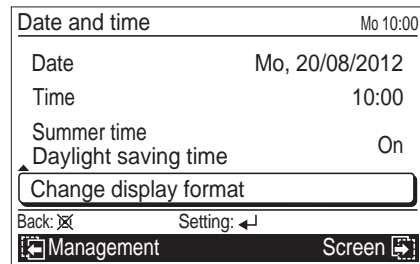 Date and time Mo 10:00
Date Mo, 20/08/2012
Time 10:00
Summer time
Daylight saving time On
Change display format
Back: Setting:
Management Screen